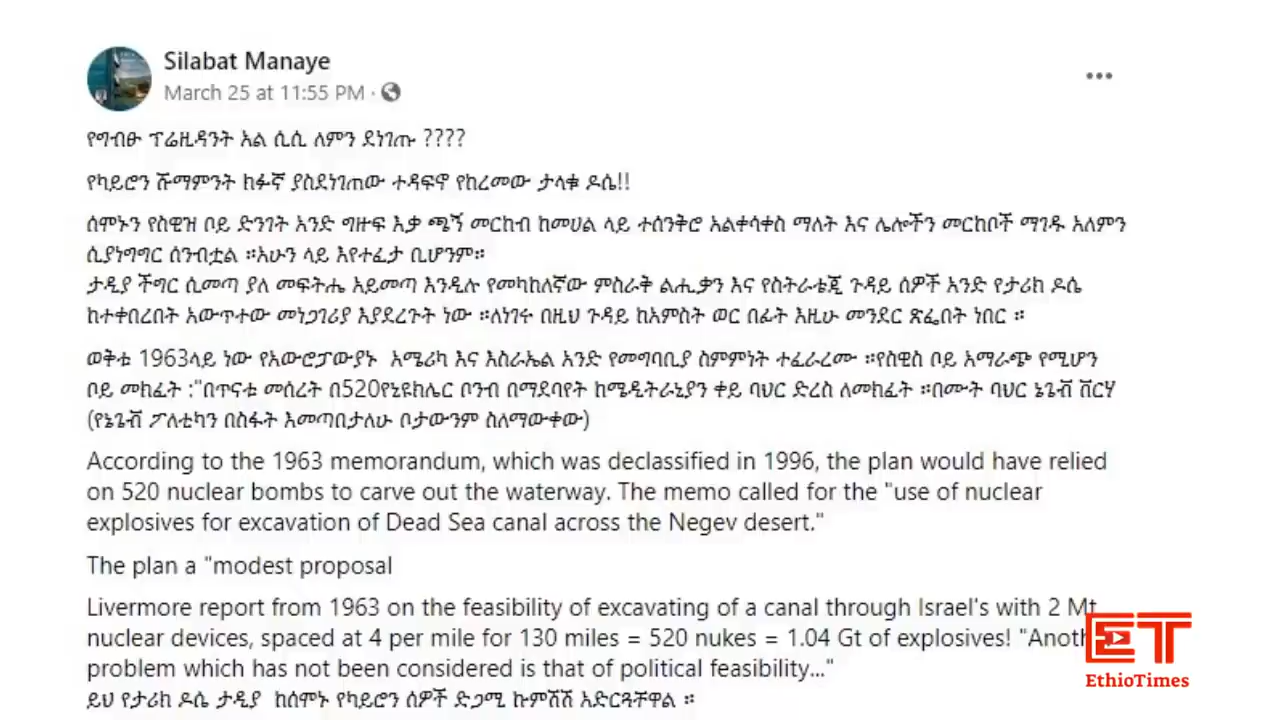 Silabat Manaye
March 25 at 11:55 PM ·
የግብፁ ፕሬዚዳንት አል ሲሲ ለምን ደነገጡ ????
የካይሮን ሹማምንት ክፉኛ ያስደነገጠው ተዳፍኖ የከረመው ታላቁ ዶሴ!!
ሰሞኑን የስዊዝ ቦይ ድንገት አንድ ግዙፍ እቃ ጫኝ መርከብ ከመሀል ላይ ተሰንቅሮ አልቀሳቀስ ማለት እና ሌሎችን መርከቦች ማገዱ አለምን
ሲያነግግር ሰንብቷል ።አሁን ላይ እየተፈታ ቢሆንም።
ታዲያ ችግር ሲመጣ ያለ መፍትሔ አይመጣ እንዲሉ የመካከለኛው ምስራቅ ልሒቃን እና የስትራቴጂ ጉዳይ ሰዎች አንድ የታሪክ ዶሴ
ከተቀበረበት አውጥተው መነጋገሪያ እያደረጉት ነው ።ለነገሩ በዚህ ጉዳይ ከአምስት ወር በፊት እዚሁ መንደር ጽፌበት ነበር ።
ወቅቱ 1963ላይ ነው የአውሮፓውያኑ አሜሪካ እና እስራኤል አንድ የመግባቢያ ስምምነት ተፈራረሙ ።የስዊስ ቦይ አማራጭ የሚሆን
ቦይ መክፈት :"በጥናቱ መሰረት በ520የኒዩክሌር ቦንብ በማደባየት ከሜዲትራኒያን ቀይ ባህር ድረስ ለመክፈት ።በሙት ባህር ኔጌቭ በርሃ
(የኔጌቭ ፖለቲካን በስፋት እመጣበታለሁ ቦታውንም ስለማውቀው)
According to the 1963 memorandum, which was declassified in 1996, the plan would have relied
on 520 nuclear bombs to carve out the waterway. The memo called for the "use of nuclear
explosives for excavation of Dead Sea canal across the Negev desert."
The plan a "modest proposal
Livermore report from 1963 on the feasibility of excavating of a canal through Israel's with 2 Mt
nuclear devices, spaced at 4 per mile for 130 miles = 520 nukes = 1.04 Gt of explosives! "Anoth
problem which has not been considered is that of political feasibility..."
ይህ የታሪክ ዶሴ ታዲያ ከሰሞኑ የካይሮን ሰዎች ድጋሚ ኩምሽሽ አድርጓቸዋል ።
ET
EthioTimes